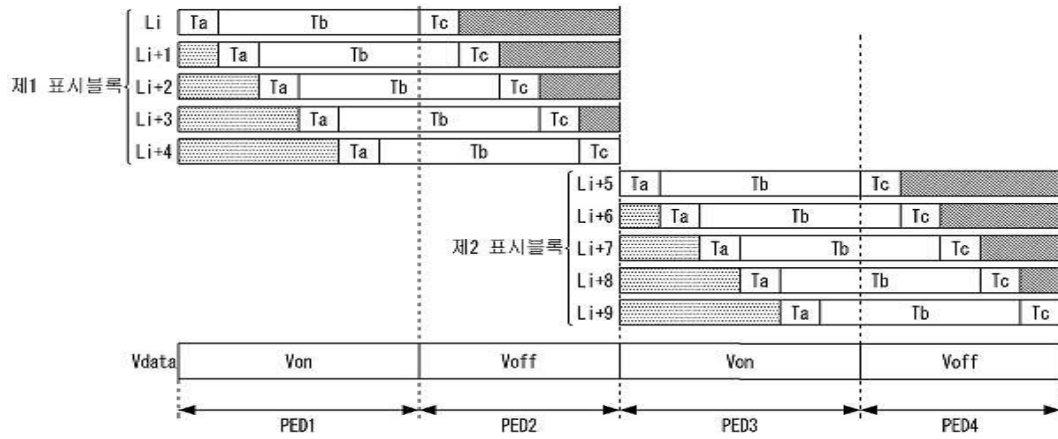 Li Ta Tb Tc
Li+1 Ta Tb Tc
제1 표시블록 Li+2 Ta Tb Tc
Li+3 Ta Tb Tc
Li+4 Ta Tb Tc
Li+5 Ta Tb Tc
Li+6 Ta Tb Tc
제2 표시블록 Li+7 Ta Tb Tc
Li+8 Ta Tb Tc
Li+9 Ta Tb Tc
Vdata Von Voff Von Voff
PED1 PED2 PED3 PED4